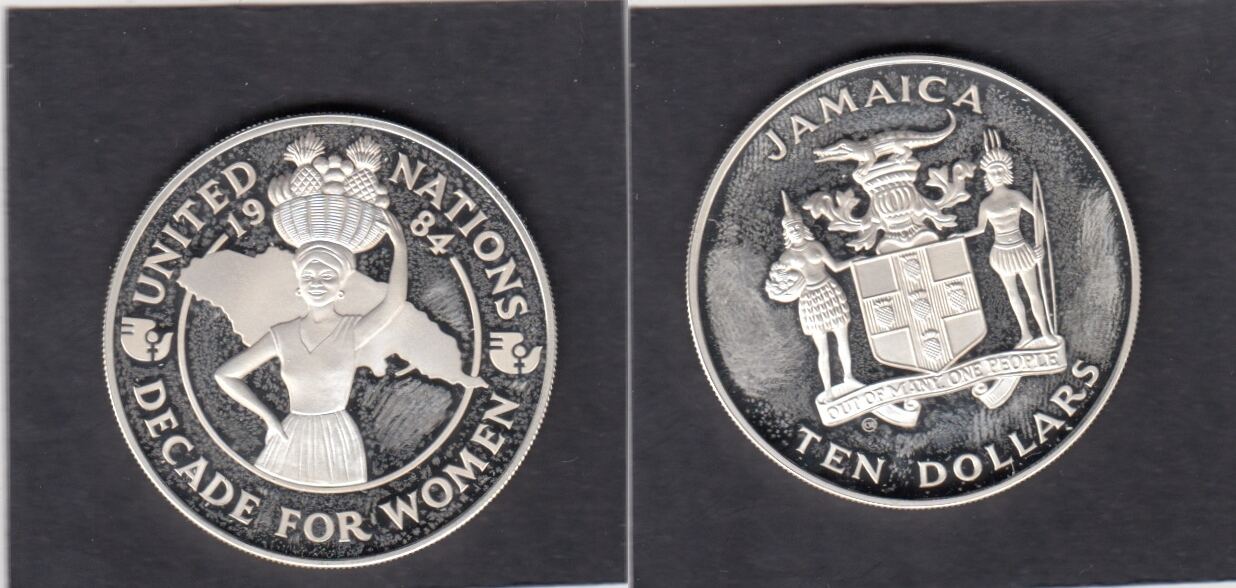 UNITED NATIONS
1984
DECADE FOR WOMEN
JAMAICA
OUT OF MANY, ONE PEOPLE
TEN DOLLARS